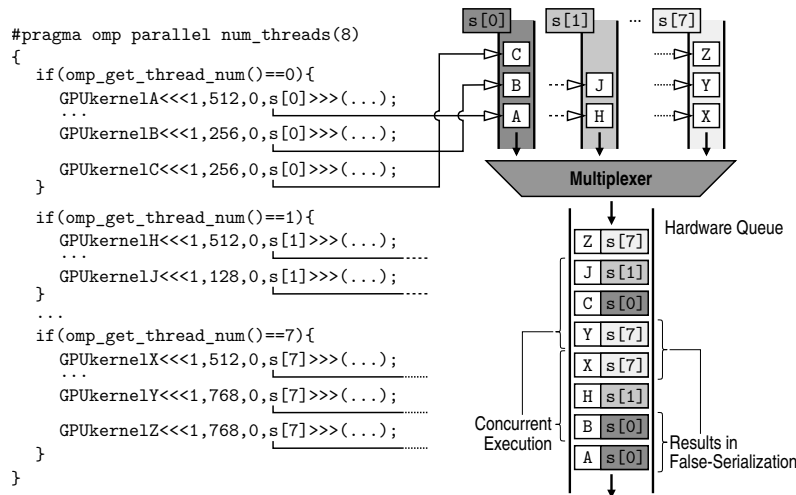 #pragma omp parallel num_threads(8)
{
if(omp_get_thread_num()==0){
GPUkernelA<<<1,512,0,s[0]>>>(...);
...
GPUkernelB<<<1,256,0,s[0]>>>(...);
GPUkernelC<<<1,256,0,s[0]>>>(...);
}
if(omp_get_thread_num()==1){
GPUkernelH<<<1,512,0,s[1]>>>(...);
...
GPUkernelJ<<<1,128,0,s[1]>>>(...);
}
...
if(omp_get_thread_num()==7){
GPUkernelX<<<1,512,0,s[7]>>>(...);
...
GPUkernelY<<<1,768,0,s[7]>>>(...);
GPUkernelZ<<<1,768,0,s[7]>>>(...);
}
}
s[0] s[1] ... s[7]
C Z
B J Y
A H X
Multiplexer
Hardware Queue
Z s[7]
J s[1]
C s[0]
Y s[7]
X s[7]
H s[1]
B s[0]
A s[0]
Concurrent
Execution
Results in
False-Serialization